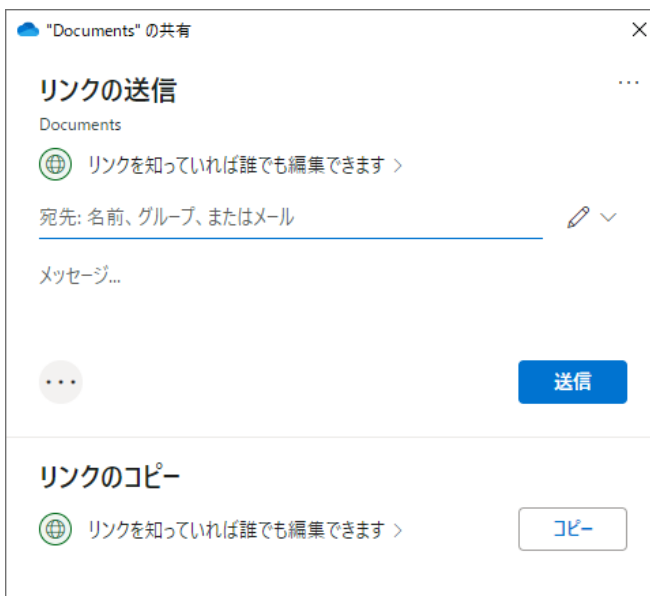 "Documents" の共有
リンクの送信
Documents
リンクを知っていれば誰でも編集できます
宛先: 名前、グループ、またはメール
メッセージ...
送信
リンクのコピー
リンクを知っていれば誰でも編集できます
コピー